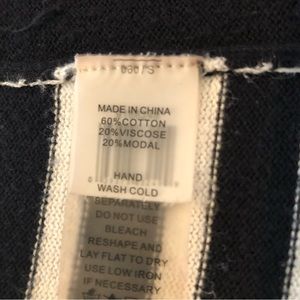 MADE IN CHINA
60%COTTON
20%VISCOSE
20%MODAL
HAND
WASH COLD
SEPARATELY
DO NOT USE
BLEACH
RESHAPE AND
LAY FLAT TO DRY
USE LOW IRON
IF NECESSARY